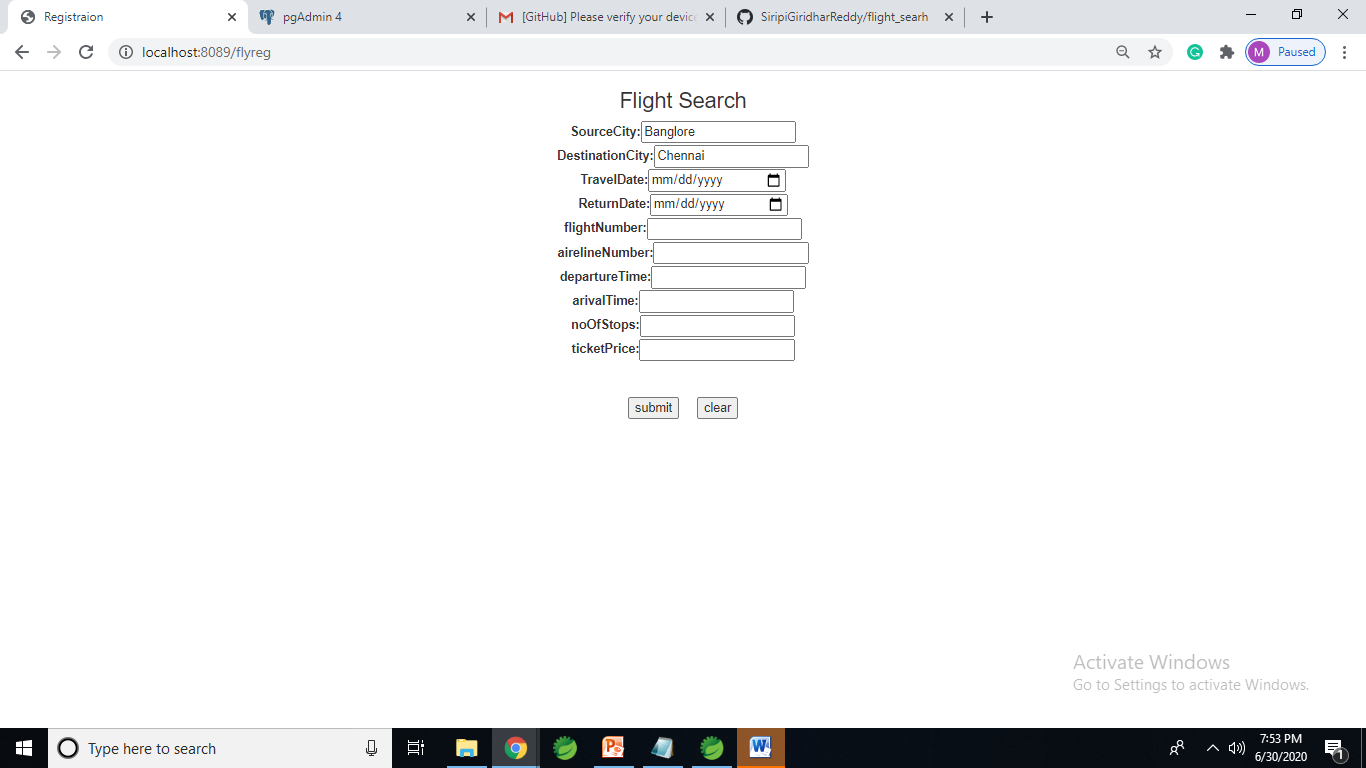 Registraion
pgAdmin 4
[GitHub] Please verify your device
SiripiGiridharReddy/flight_searh
localhost:8089/flyreg
M Paused
Flight Search
SourceCity: Banglore
DestinationCity: Chennai
TravelDate: mm/dd/yyyy
ReturnDate: mm/dd/yyyy
flightNumber:
airelineNumber:
departureTime:
arivalTime:
noOfStops:
ticketPrice:
submit clear
Activate Windows
Go to Settings to activate Windows.
Type here to search
7:53 PM
6/30/2020
1